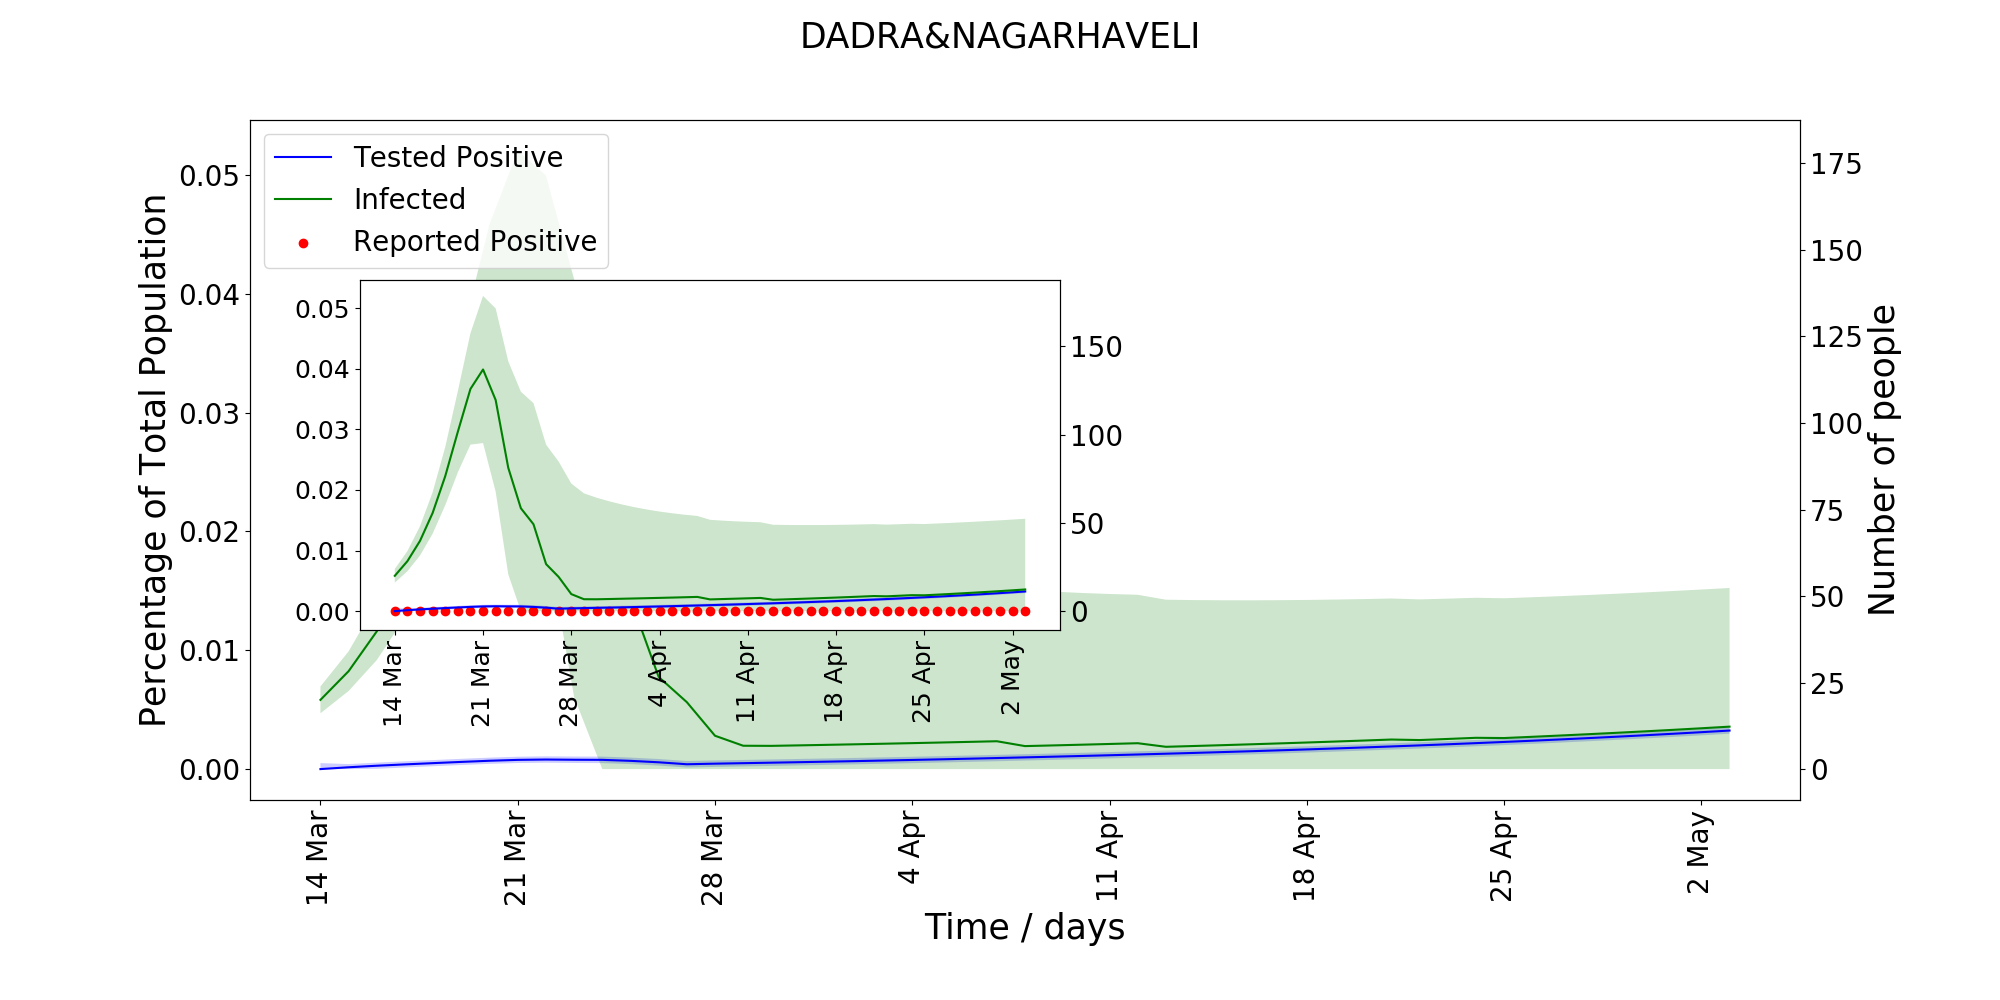 DADRA&NAGARHAVELI
Tested Positive
Infected
Reported Positive
Percentage of Total Population
0.05
0.04
0.03
0.02
0.01
0.00
175
150
125
100
75
50
25
0
Number of people
0.05
0.04
0.03
0.02
0.01
0.00
150
100
50
0
14 Mar
21 Mar
28 Mar
4 Apr
11 Apr
18 Apr
25 Apr
2 May
14 Mar
21 Mar
28 Mar
4 Apr
11 Apr
18 Apr
25 Apr
2 May
Time / days